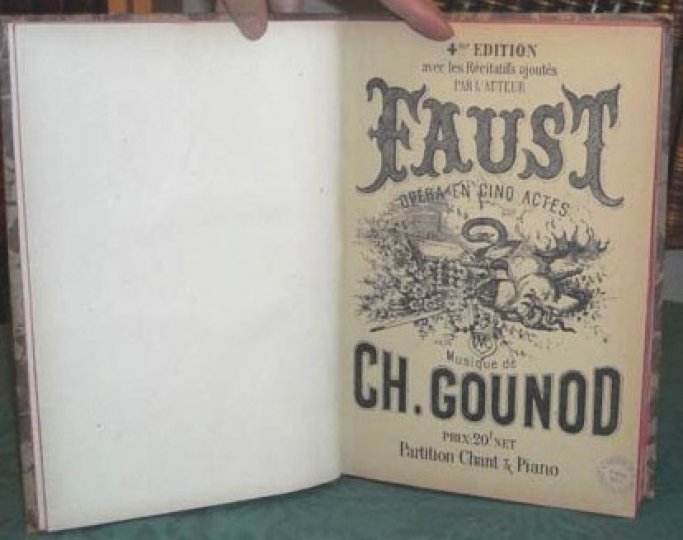 4me EDITION
avec les Récitatifs ajoutés
PAR L'AUTEUR
FAUST
OPÉRA EN CINQ ACTES
Musique de
CH. GOUNOD
PRIX: 20f NET
Partition Chant & Piano